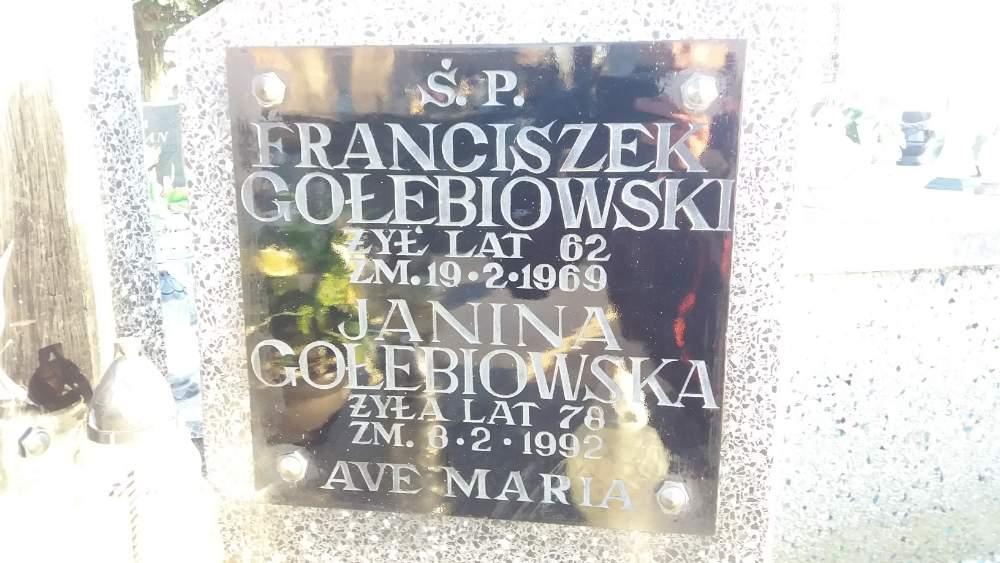 Ś. P.
FRANCISZEK
GOŁĘBIOWSKI
ŻYŁ LAT 62
ZM. 19·2·1969
JANINA
GOŁĘBIOWSKA
ŻYŁA LAT 78
ZM. 8·2·1992
AVE MARIA